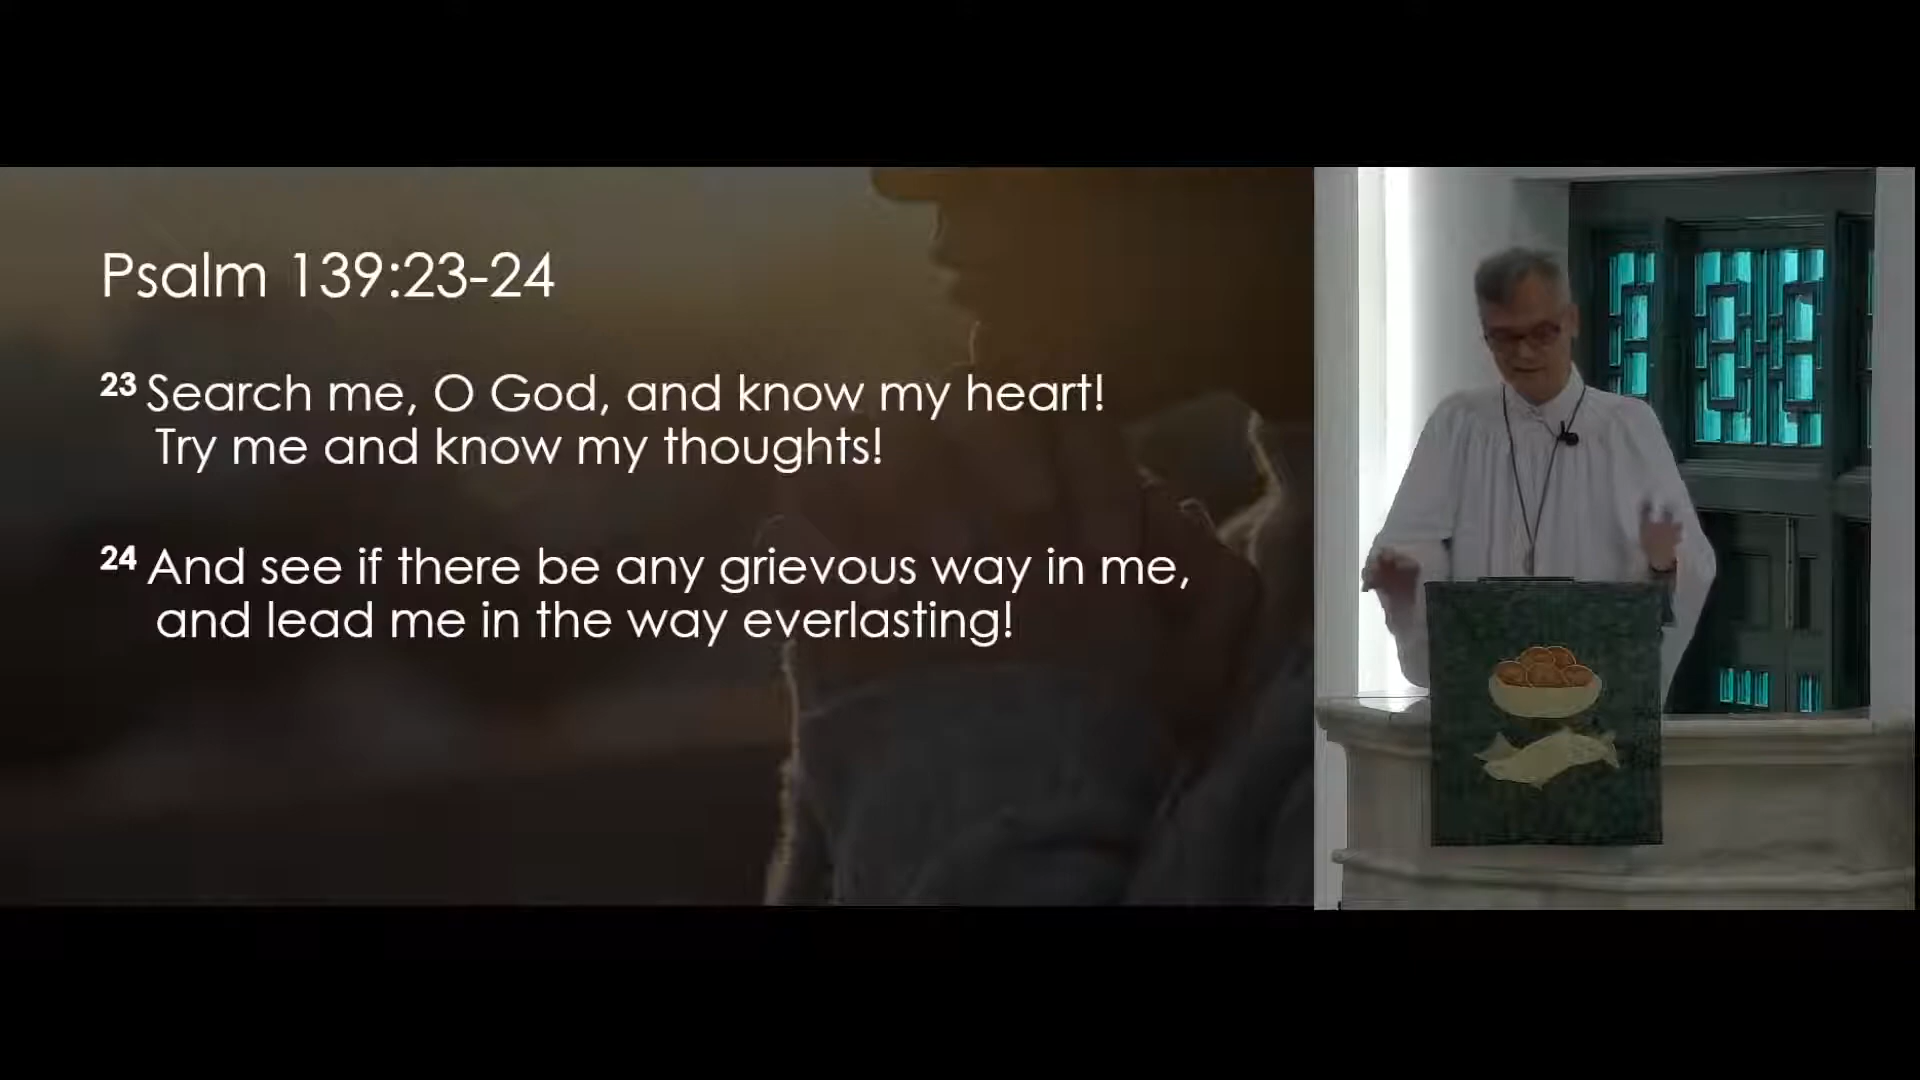 Psalm 139:23-24
23 Search me, O God, and know my heart!
Try me and know my thoughts!
24 And see if there be any grievous way in me,
and lead me in the way everlasting!